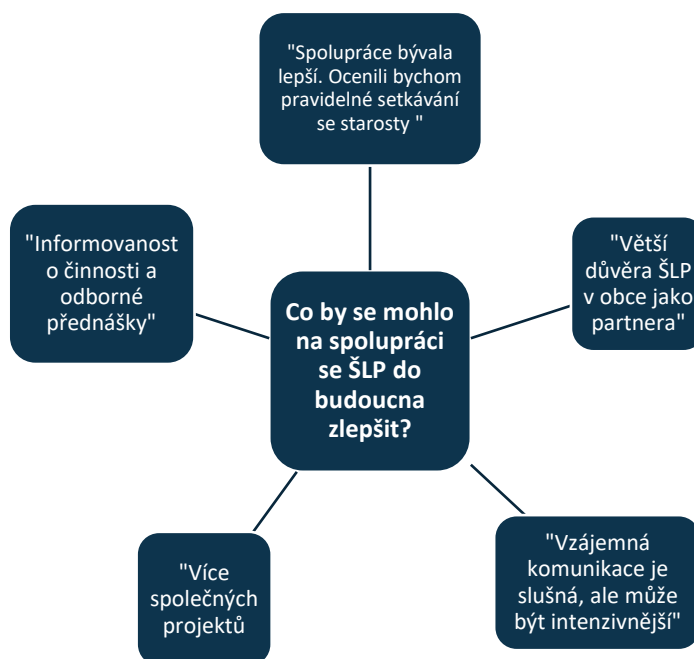 "Spolupráce bývala
lepší. Ocenili bychom
pravidelné setkávání
se starosty "
"Informovanost
o činnosti a
odborné
přednášky"
"Větší
důvěra ŠLP
v obce jako
partnera"
Co by se mohlo
na spolupráci
se ŠLP do
budoucna
zlepšit?
"Více
společných
projektů
"Vzájemná
komunikace je
slušná, ale může
být intenzivnější"